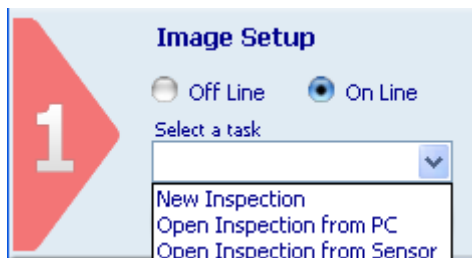 1
Image Setup
Off Line On Line
Select a task
New Inspection
Open Inspection from PC
Open Inspection from Sensor